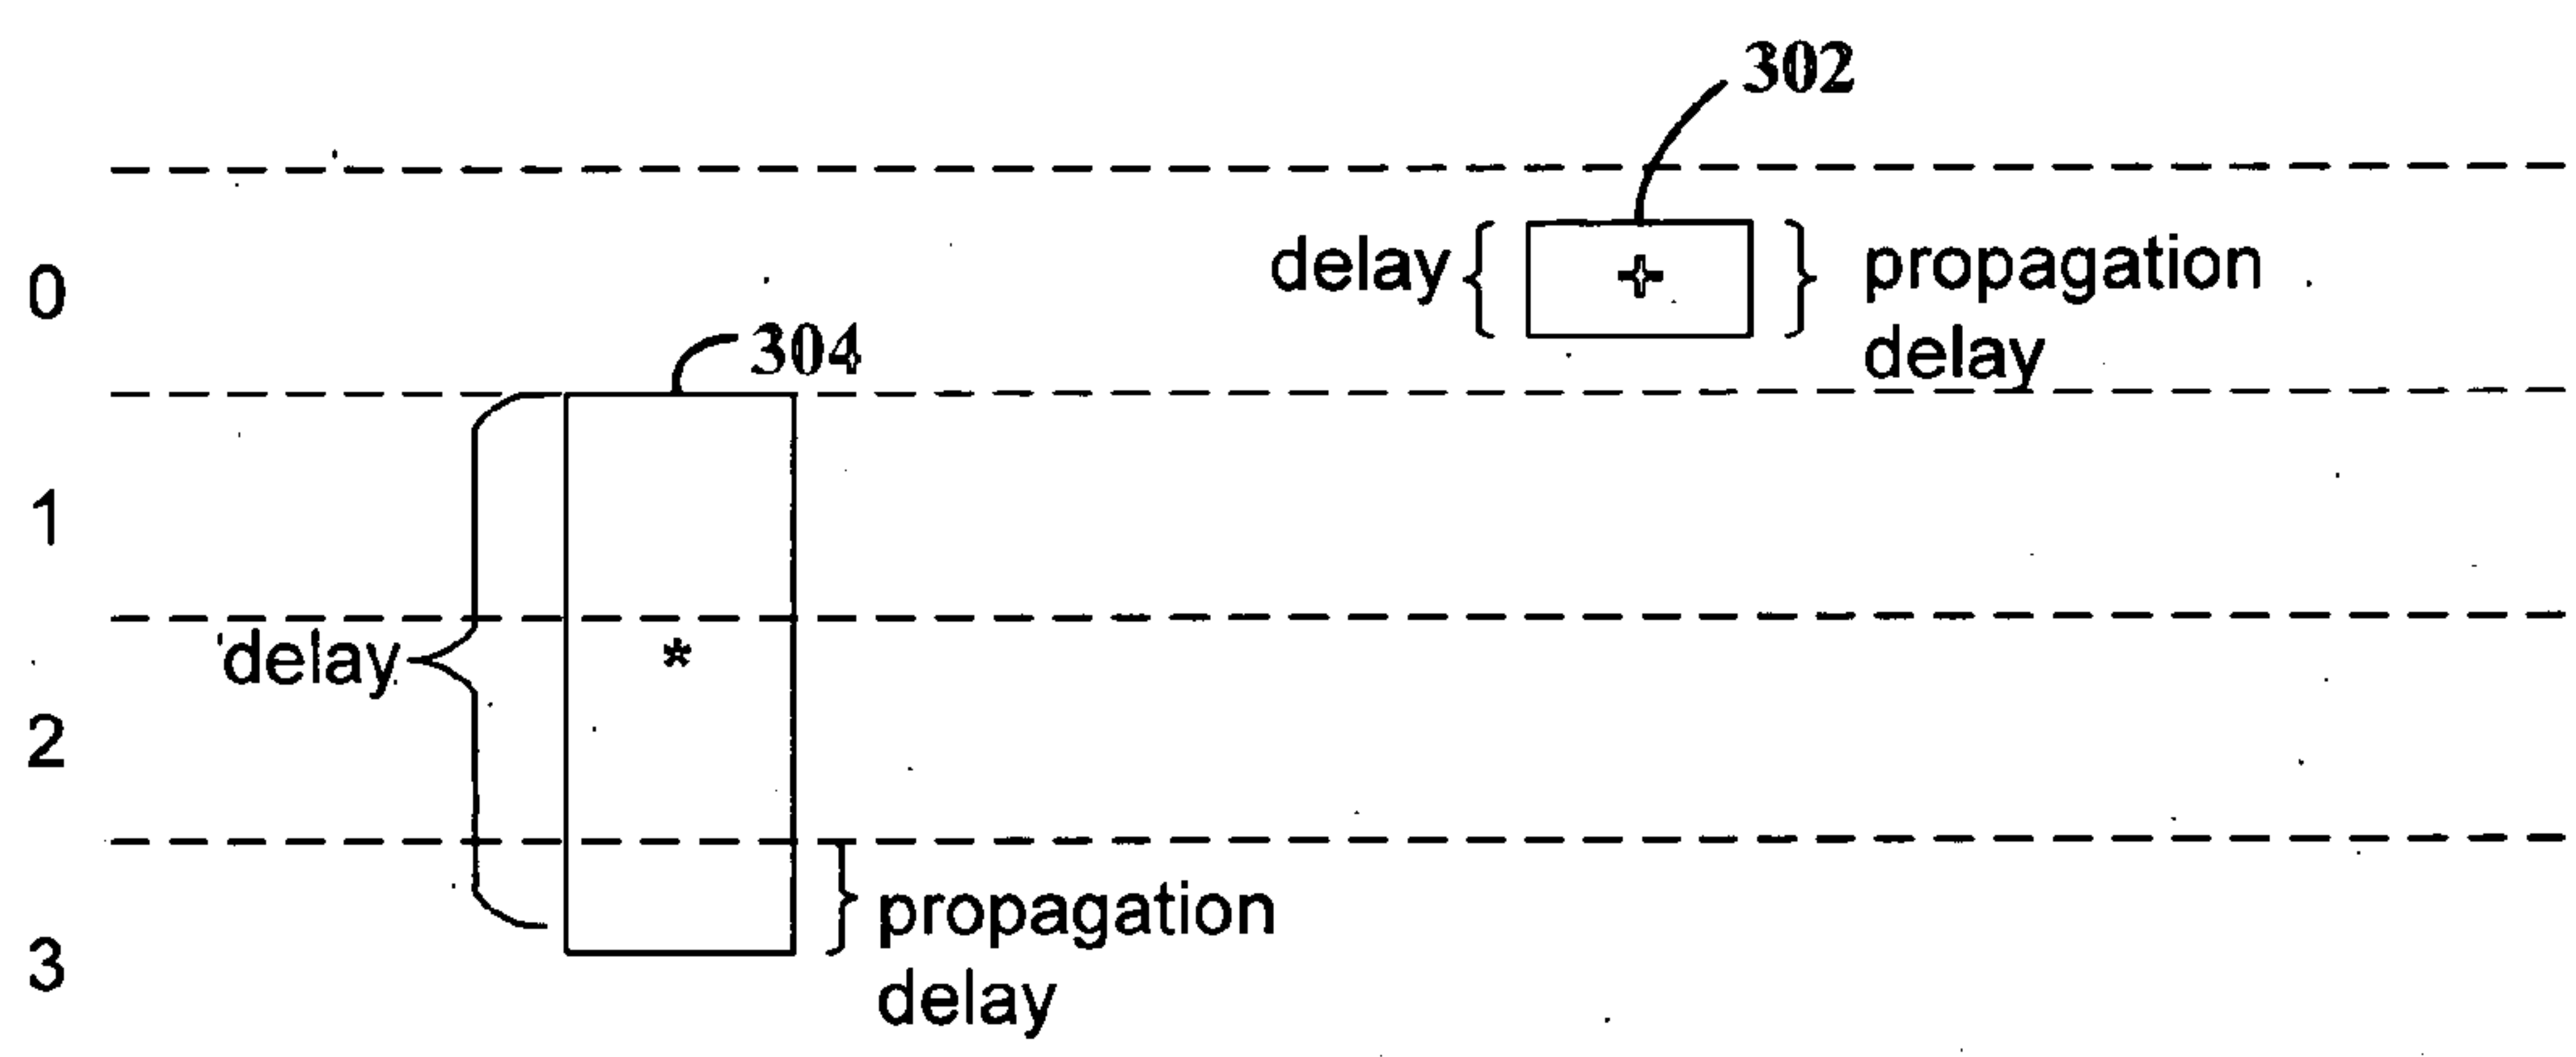 302
delay { + } propagation
delay
0
304
1
delay
*
2
propagation
delay
3